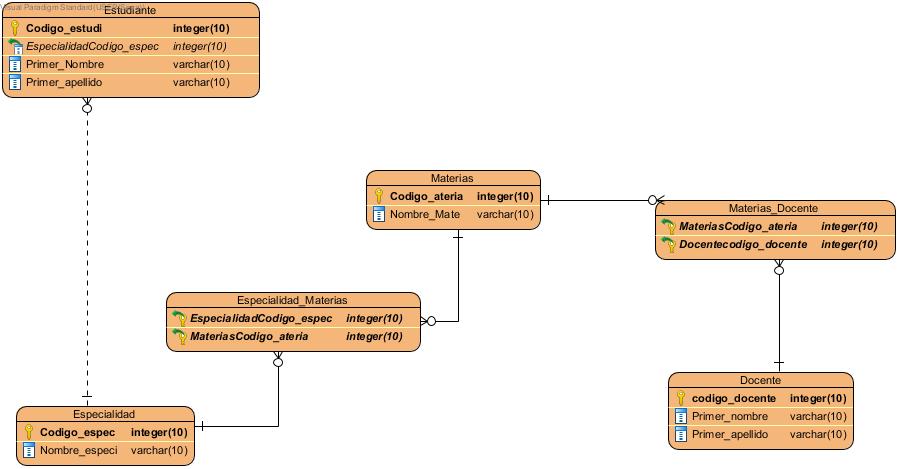 Visual Paradigm Standard
Estudiante
Codigo_estudi integer(10)
EspecialidadCodigo_espec integer(10)
Primer_Nombre varchar(10)
Primer_apellido varchar(10)
Materias
Codigo_ateria integer(10)
Nombre_Mate varchar(10)
Materias_Docente
MateriasCodigo_ateria integer(10)
Docentecodigo_docente integer(10)
Especialidad_Materias
EspecialidadCodigo_espec integer(10)
MateriasCodigo_ateria integer(10)
Docente
codigo_docente integer(10)
Primer_nombre varchar(10)
Primer_apellido varchar(10)
Especialidad
Codigo_espec integer(10)
Nombre_especi varchar(10)